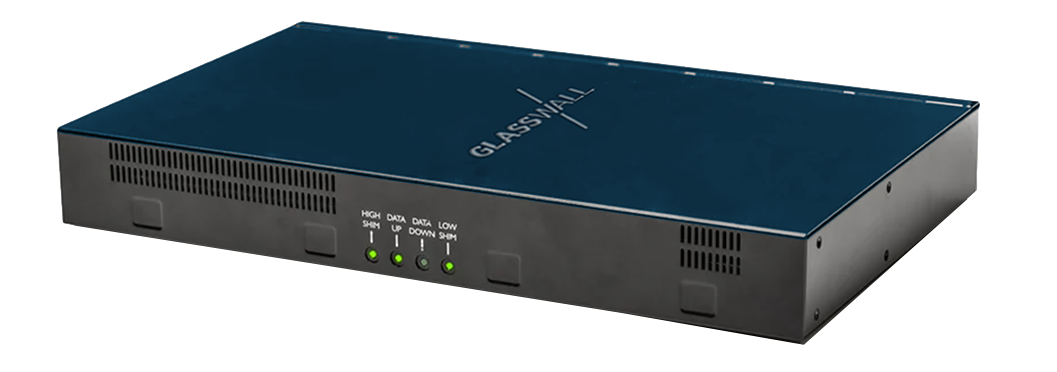 GLASSWALL
HIGH DATA DATA LOW
SHIM UP DOWN SHIM